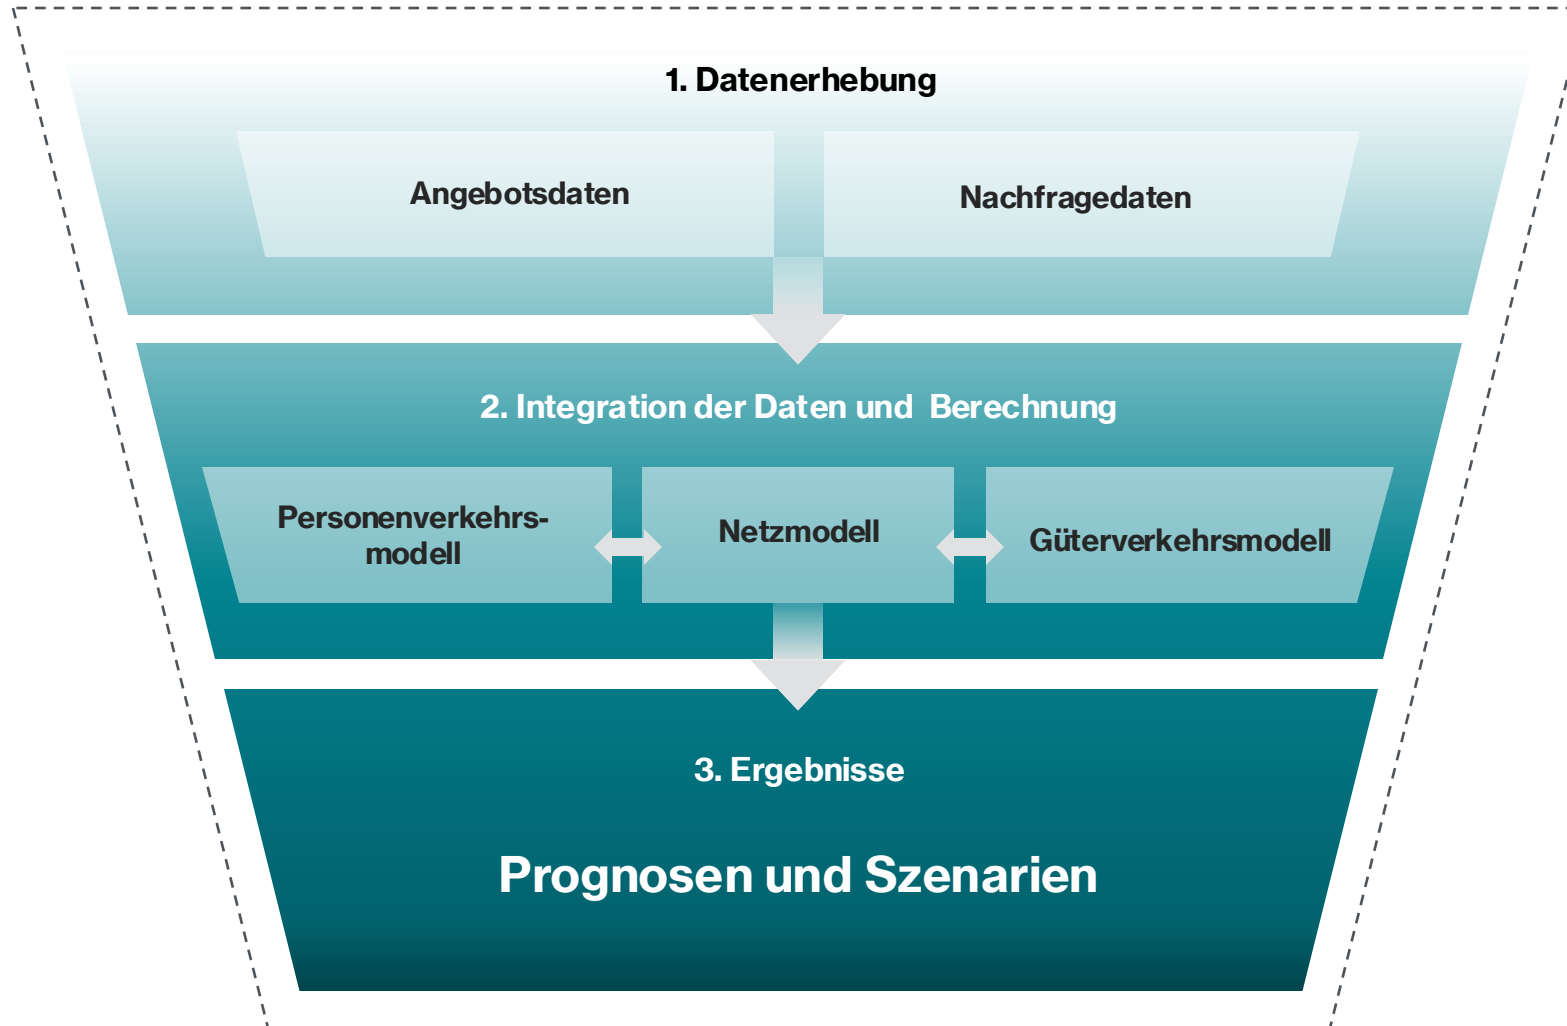 1. Datenerhebung
Angebotsdaten
Nachfragedaten
2. Integration der Daten und Berechnung
Personenverkehrs-
modell
Netzmodell
Güterverkehrsmodell
3. Ergebnisse
Prognosen und Szenarien